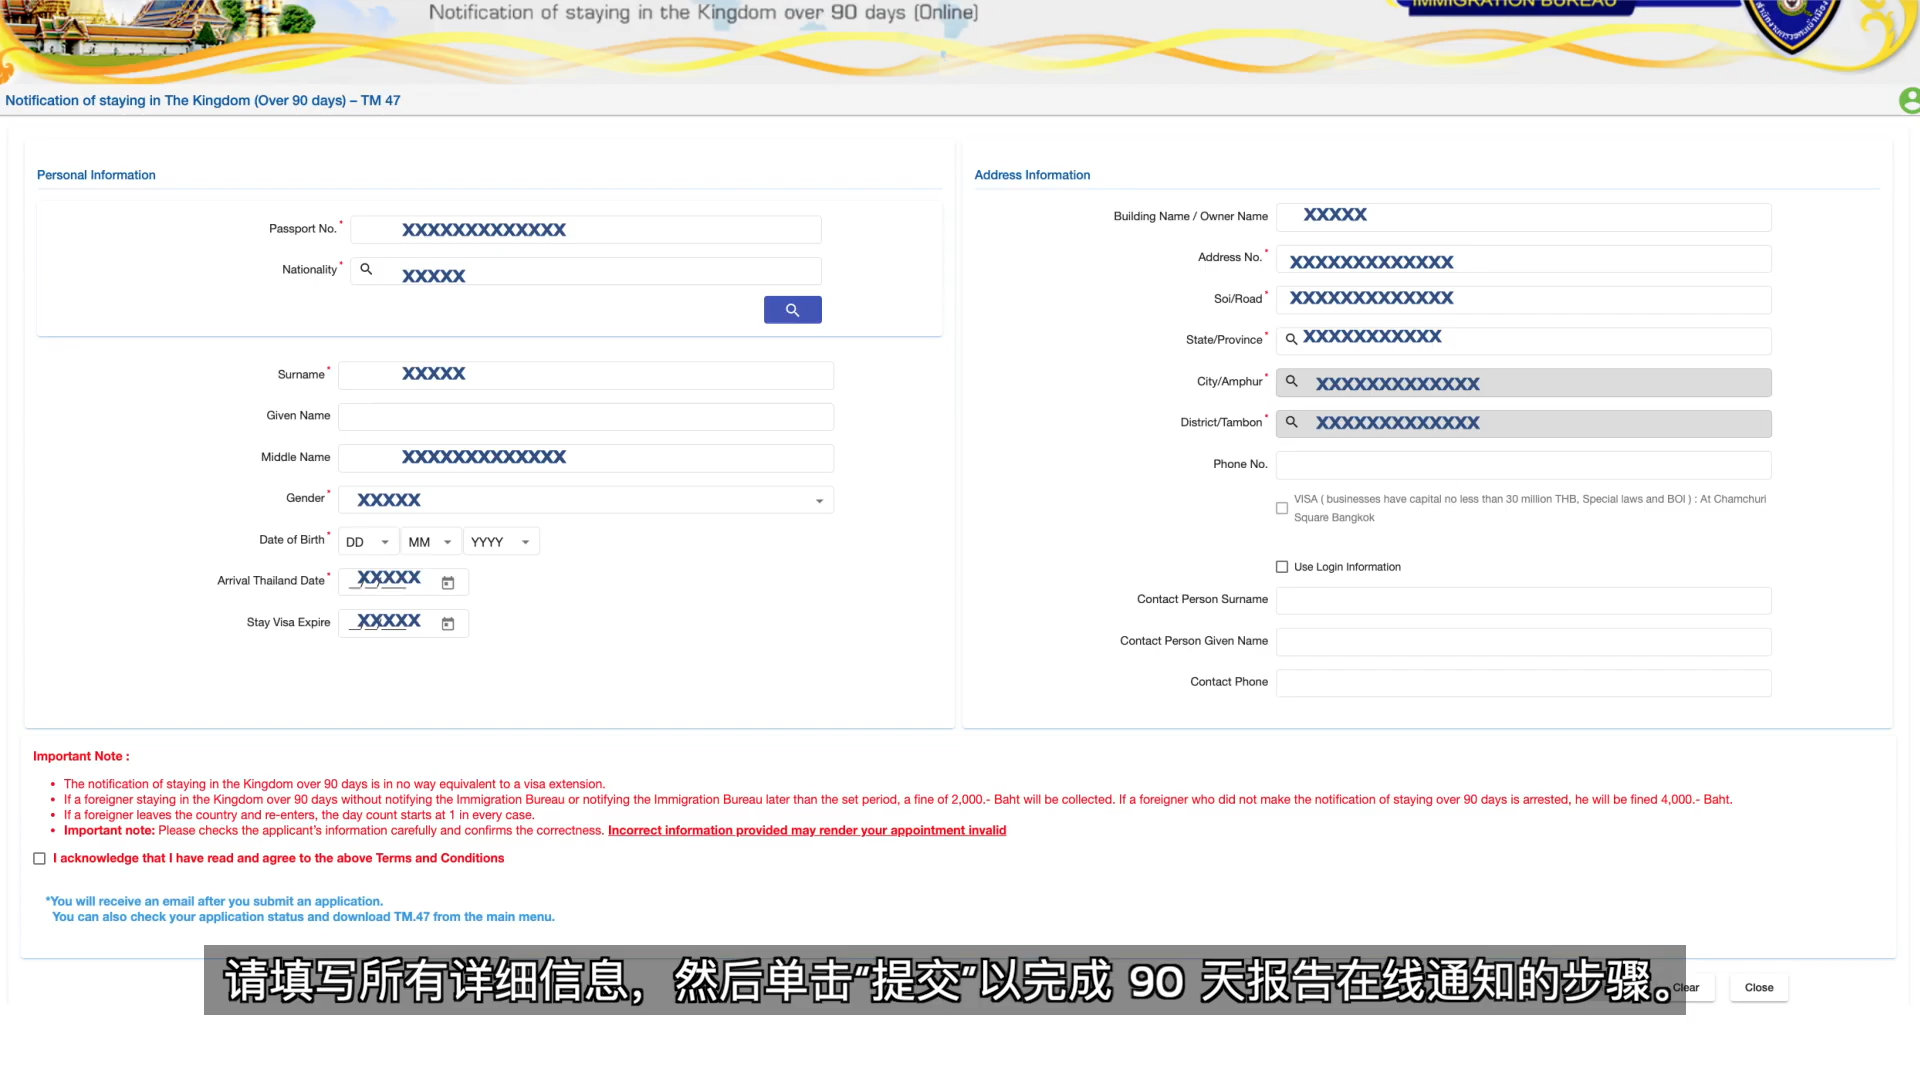 Notification of staying in the Kingdom over 90 days (Online)
IMMIGRATION BUREAU
Notification of staying in The Kingdom (Over 90 days) – TM 47
Personal Information
Passport No.* XXXXXXXXXXXXX
Nationality* XXXXX
Surname* XXXXX
Given Name
Middle Name XXXXXXXXXXXXX
Gender* XXXXX
Date of Birth* DD MM YYYY
Arrival Thailand Date* XXXXX
Stay Visa Expire XXXXX
Address Information
Building Name / Owner Name XXXXX
Address No.* XXXXXXXXXXXXX
Soi/Road* XXXXXXXXXXXXX
State/Province* XXXXXXXXXXX
City/Amphur* XXXXXXXXXXXXX
District/Tambon* XXXXXXXXXXXXX
Phone No.
VISA ( businesses have capital no less than 30 million THB, Special laws and BOI ) : At Chamchuri
Square Bangkok
Use Login Information
Contact Person Surname
Contact Person Given Name
Contact Phone
Important Note :
• The notification of staying in the Kingdom over 90 days is in no way equivalent to a visa extension.
• If a foreigner staying in the Kingdom over 90 days without notifying the Immigration Bureau or notifying the Immigration Bureau later than the set period, a fine of 2,000.- Baht will be collected. If a foreigner who did not make the notification of staying over 90 days is arrested, he will be fined 4,000.- Baht.
• If a foreigner leaves the country and re-enters, the day count starts at 1 in every case.
• Important note: Please checks the applicant's information carefully and confirms the correctness. Incorrect information provided may render your appointment invalid
I acknowledge that I have read and agree to the above Terms and Conditions
*You will receive an email after you submit an application.
You can also check your application status and download TM.47 from the main menu.
请填写所有详细信息，然后单击“提交”以完成 90 天报告在线通知的步骤。
Clear Close